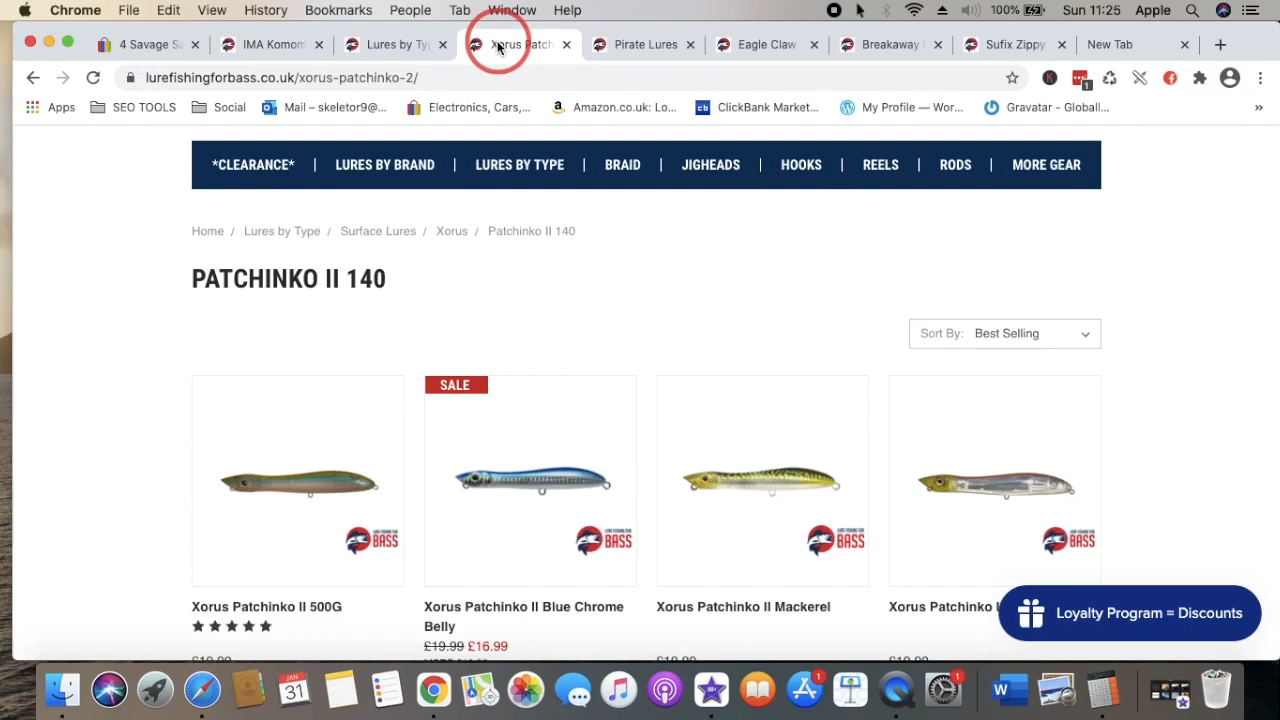 Chrome File Edit View History Bookmarks People Tab Window Help 100% Sun 11:25 Apple
4 Savage Sa IMA Komom Lures by Ty Xorus Patch Pirate Lures Eagle Claw Breakaway Sufix Zippy New Tab
lurefishingforbass.co.uk/xorus-patchinko-2/
Apps SEO TOOLS Social Mail – skeletor9@... Electronics, Cars,... Amazon.co.uk: Lo... ClickBank Market... My Profile — Wor... Gravatar - Globall... »
*CLEARANCE* | LURES BY BRAND | LURES BY TYPE | BRAID | JIGHEADS | HOOKS | REELS | RODS | MORE GEAR
Home / Lures by Type / Surface Lures / Xorus / Patchinko II 140
PATCHINKO II 140
Sort By: Best Selling
SALE
LURE FISHING FOR BASS LURE FISHING FOR BASS LURE FISHING FOR BASS LURE FISHING FOR BASS
Xorus Patchinko II 500G
Xorus Patchinko II Blue Chrome
Belly
£19.99 £16.99
Xorus Patchinko II Mackerel
Xorus Patchinko I
Loyalty Program = Discounts
JAN
31
1
1
1